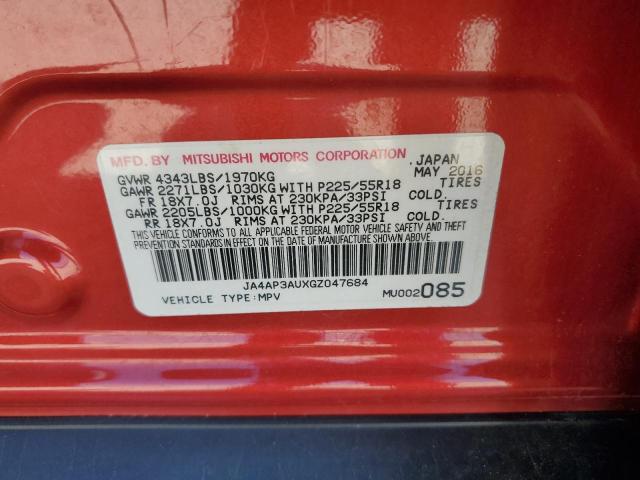 MFD. BY MITSUBISHI MOTORS CORPORATION, JAPAN
GVWR 4343LBS/1970KG MAY 2016
GAWR 2271LBS/1030KG WITH P225/55R18 TIRES
FR 18X7.0J RIMS AT 230KPA/33PSI COLD.
GAWR 2205LBS/1000KG WITH P225/55R18 TIRES
RR 18X7.0J RIMS AT 230KPA/33PSI COLD.
THIS VEHICLE CONFORMS TO ALL APPLICABLE FEDERAL MOTOR VEHICLE SAFETY AND THEFT
PREVENTION STANDARDS IN EFFECT ON THE DATE OF MANUFACTURE SHOWN ABOVE.
JA4AP3AUXGZ047684
VEHICLE TYPE:MPV MU002085